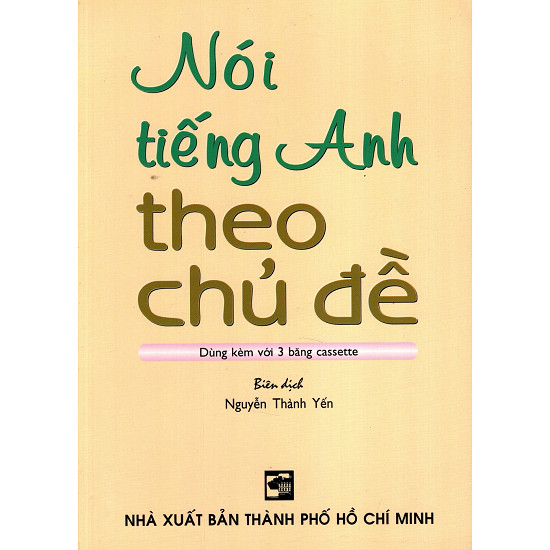 Nói
tiếng Anh
theo
chủ đề
Dùng kèm với 3 băng cassette
Biên dịch
Nguyễn Thành Yến
NHÀ XUẤT BẢN THÀNH PHỐ HỒ CHÍ MINH